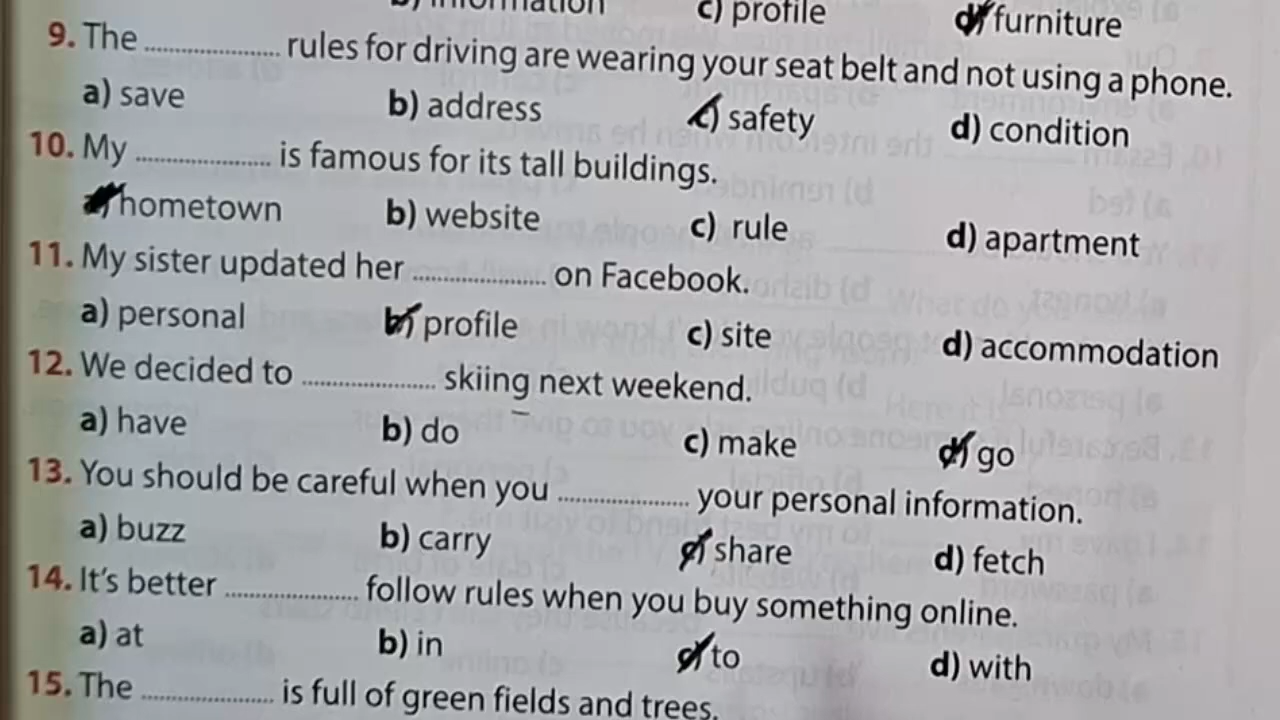 b) information c) profile d) furniture
9. The .................... rules for driving are wearing your seat belt and not using a phone.
a) save b) address c) safety d) condition
10. My .................... is famous for its tall buildings.
a) hometown b) website c) rule d) apartment
11. My sister updated her .................... on Facebook.
a) personal b) profile c) site d) accommodation
12. We decided to .................... skiing next weekend.
a) have b) do c) make d) go
13. You should be careful when you .................... your personal information.
a) buzz b) carry c) share d) fetch
14. It's better .................... follow rules when you buy something online.
a) at b) in c) to d) with
15. The .................... is full of green fields and trees.